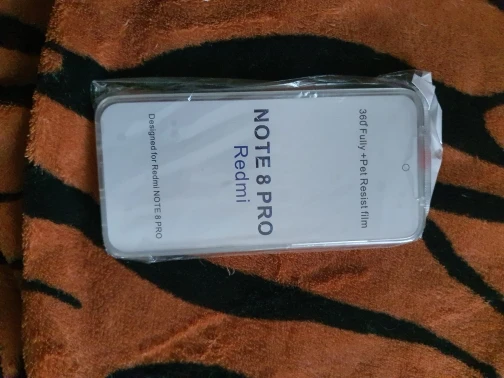 360° Fully +Pet Resist film
NOTE 8 PRO
Redmi
Designed for Redmi NOTE 8 PRO